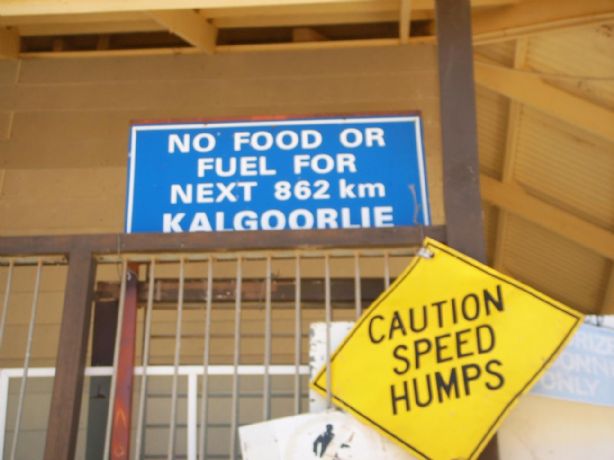 NO FOOD OR
FUEL FOR
NEXT 862 km
KALGOORLIE
CAUTION
SPEED
HUMPS
ONLY